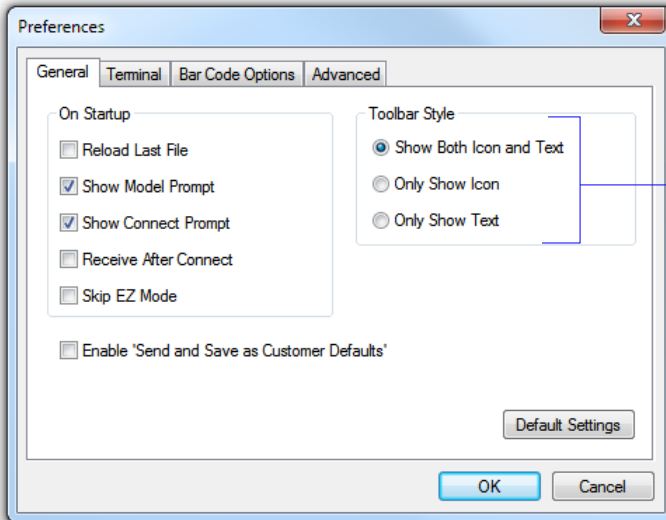 Preferences
General
Terminal
Bar Code Options
Advanced
On Startup
Reload Last File
Show Model Prompt
Show Connect Prompt
Receive After Connect
Skip EZ Mode
Toolbar Style
Show Both Icon and Text
Only Show Icon
Only Show Text
Enable 'Send and Save as Customer Defaults'
Default Settings
OK
Cancel